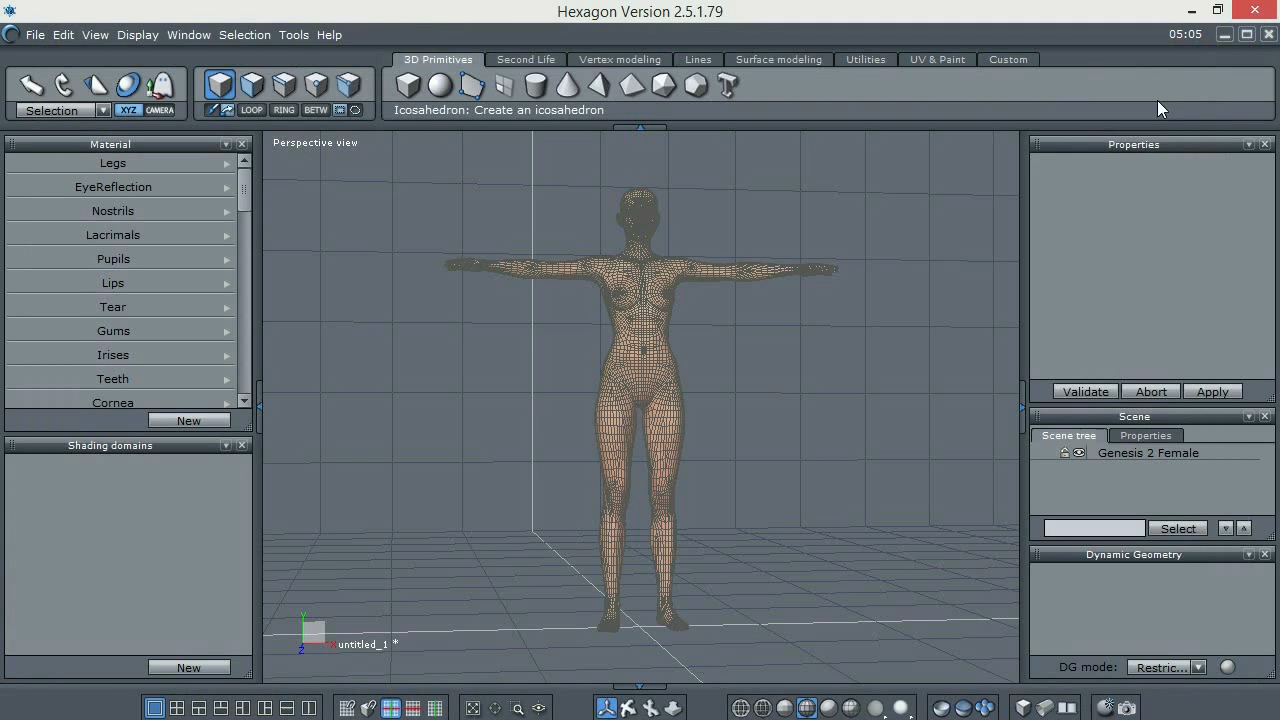 Hexagon Version 2.5.1.79
File Edit View Display Window Selection Tools Help 05:05
3D Primitives Second Life Vertex modeling Lines Surface modeling Utilities UV & Paint Custom
Selection XYZ CAMERA LOOP RING BETW Icosahedron: Create an icosahedron
Material
Legs
EyeReflection
Nostrils
Lacrimals
Pupils
Lips
Tear
Gums
Irises
Teeth
Cornea
New
Shading domains
New
Perspective view
Y
X
Z
untitled_1 *
Properties
Validate Abort Apply
Scene
Scene tree Properties
Genesis 2 Female
Select
Dynamic Geometry
DG mode: Restric...